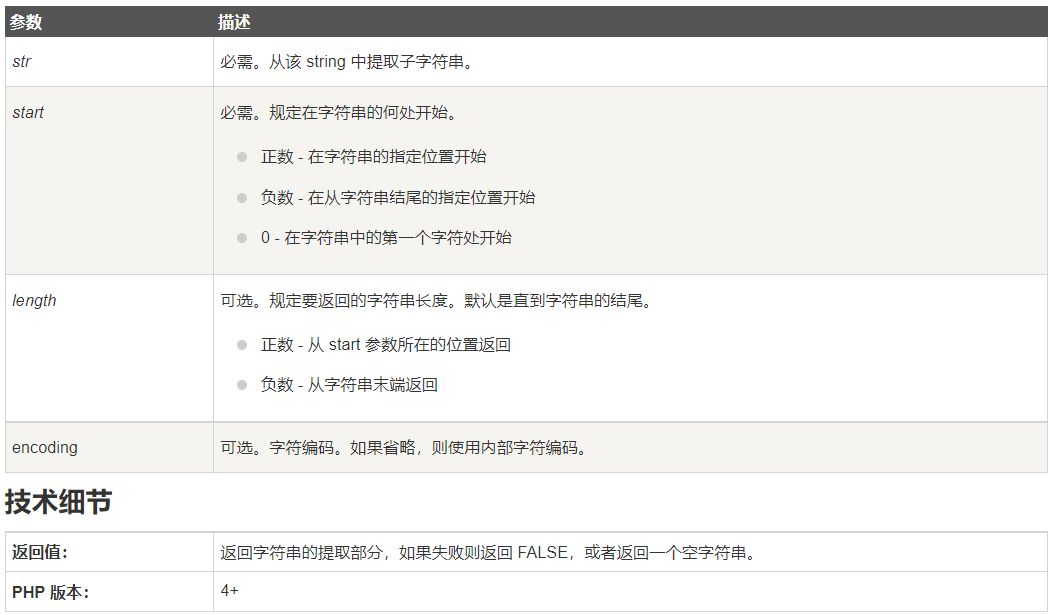 参数 描述
str 必需。从该 string 中提取子字符串。
start 必需。规定在字符串的何处开始。
正数 - 在字符串的指定位置开始
负数 - 在从字符串结尾的指定位置开始
0 - 在字符串中的第一个字符处开始
length 可选。规定要返回的字符串长度。默认是直到字符串的结尾。
正数 - 从 start 参数所在的位置返回
负数 - 从字符串末端返回
encoding 可选。字符编码。如果省略，则使用内部字符编码。
技术细节
返回值： 返回字符串的提取部分，如果失败则返回 FALSE，或者返回一个空字符串。
PHP 版本： 4+